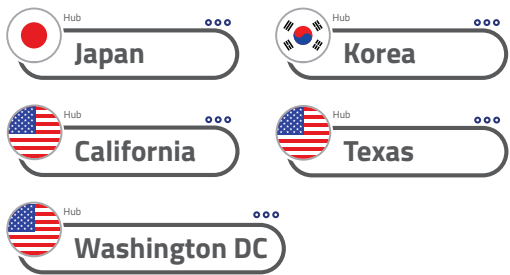 Hub
Japan
Hub
Korea
Hub
California
Hub
Texas
Hub
Washington DC